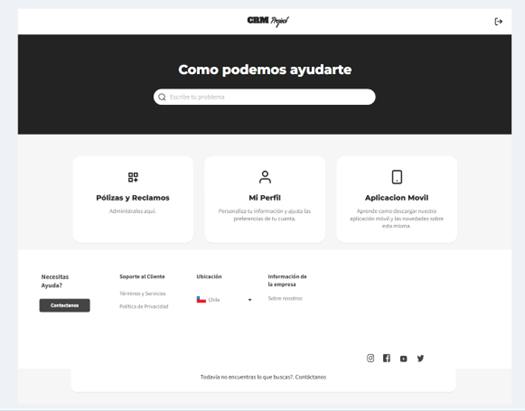 CRM Project
Como podemos ayudarte
Escribe tu problema
Pólizas y Reclamos
Administralos aquí.
Mi Perfil
Personaliza tu información y ajusta las
preferencias de tu cuenta.
Aplicacion Movil
Aprende como descargar nuestra
aplicación móvil y las novedades sobre
esta misma.
Necesitas
Ayuda?
Contactanos
Soporte al Cliente
Términos y Servicios
Política de Privacidad
Ubicación
Chile
Información de
la empresa
Sobre nosotros
Todavía no encuentras lo que buscas?. Contáctanos